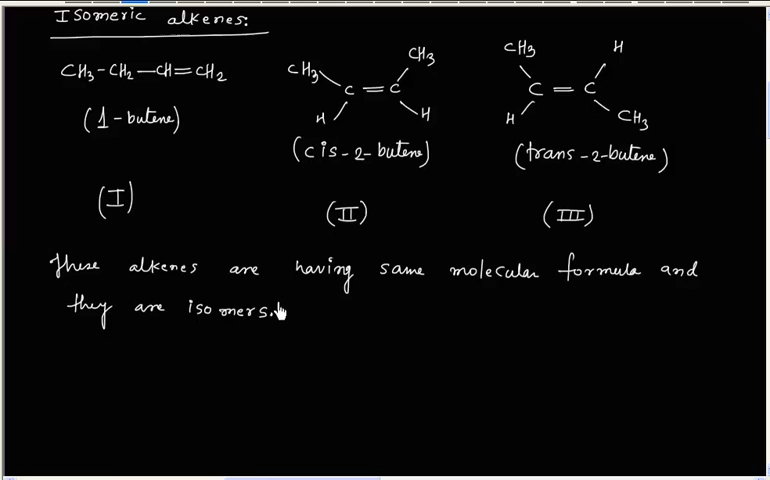 Isomeric alkenes:
CH3-CH2-CH=CH2
(1-butene)
(I)
CH3 CH3
C=C
H H
(cis-2-butene)
(II)
CH3 H
C=C
H CH3
(trans-2-butene)
(III)
These alkenes are having same molecular formula and
they are isomers.